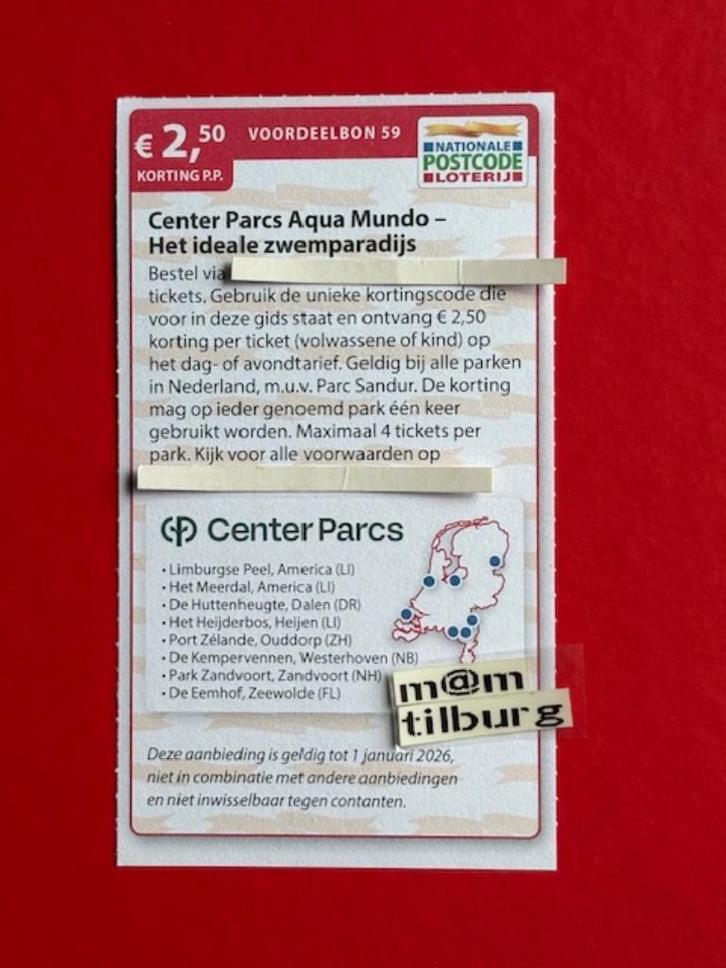 € 2,50 VOORDEELBON 59
KORTING P.P.
NATIONALE
POSTCODE
LOTERIJ
Center Parcs Aqua Mundo –
Het ideale zwemparadijs
Bestel via
tickets. Gebruik de unieke kortingscode die
voor in deze gids staat en ontvang € 2,50
korting per ticket (volwassene of kind) op
het dag- of avondtarief. Geldig bij alle parken
in Nederland, m.u.v. Parc Sandur. De korting
mag op ieder genoemd park één keer
gebruikt worden. Maximaal 4 tickets per
park. Kijk voor alle voorwaarden op
Center Parcs
• Limburgse Peel, America (LI)
• Het Meerdal, America (LI)
• De Huttenheugte, Dalen (DR)
• Het Heijderbos, Heijen (LI)
• Port Zélande, Ouddorp (ZH)
• De Kempervennen, Westerhoven (NB)
• Park Zandvoort, Zandvoort (NH)
• De Eemhof, Zeewolde (FL)
m@m
tilburg
Deze aanbieding is geldig tot 1 januari 2026,
niet in combinatie met andere aanbiedingen
en niet inwisselbaar tegen contanten.